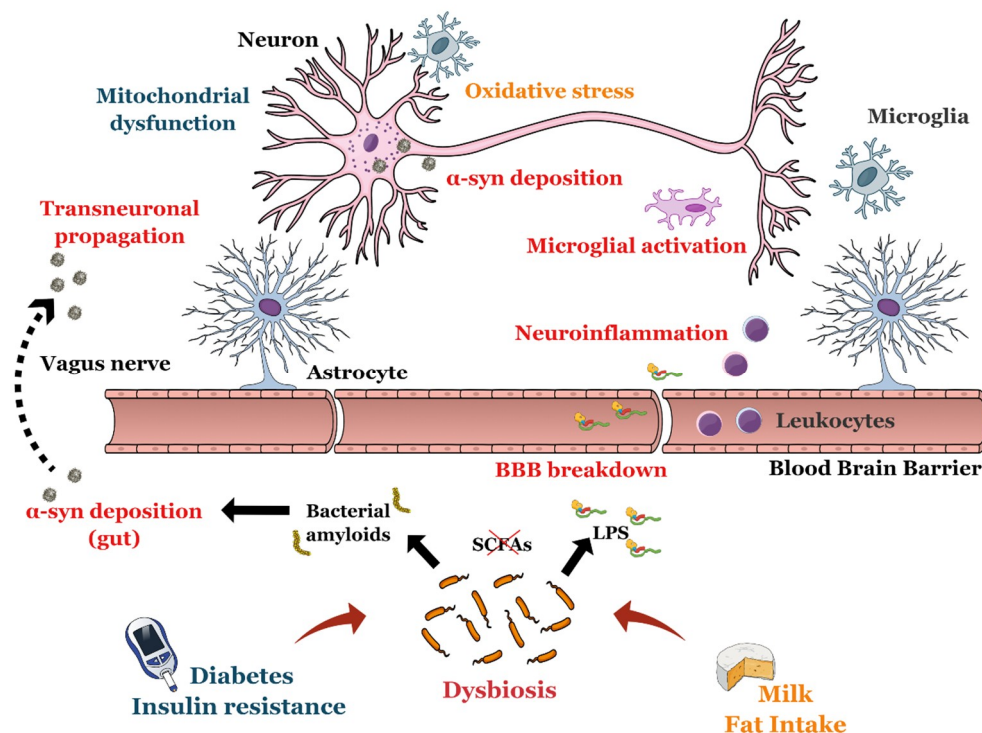 Neuron
Mitochondrial
dysfunction
Oxidative stress
Microglia
α-syn deposition
Transneuronal
propagation
Microglial activation
Neuroinflammation
Vagus nerve
Astrocyte
Leukocytes
BBB breakdown
Blood Brain Barrier
α-syn deposition
(gut)
Bacterial
amyloids
SCFAs
LPS
Diabetes
Insulin resistance
Dysbiosis
Milk
Fat Intake